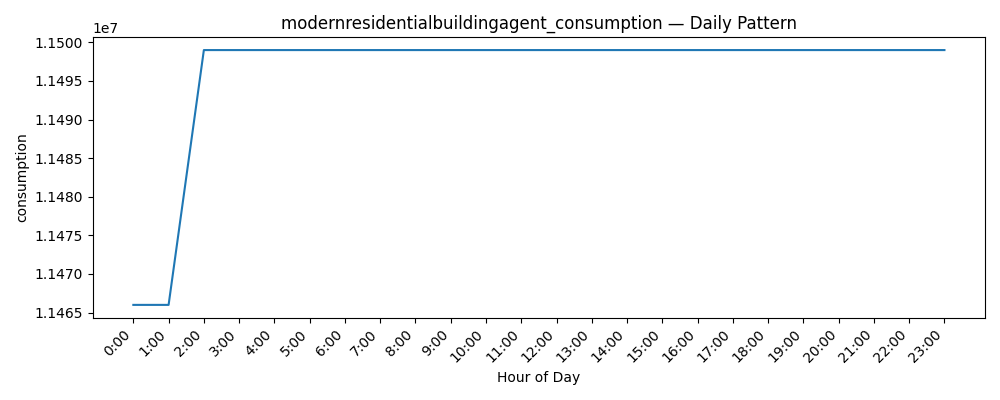 modernresidentialbuildingagent_consumption — Daily Pattern
1e7
1.1500
1.1495
1.1490
1.1485
1.1480
1.1475
1.1470
1.1465
consumption
0:00 1:00 2:00 3:00 4:00 5:00 6:00 7:00 8:00 9:00 10:00 11:00 12:00 13:00 14:00 15:00 16:00 17:00 18:00 19:00 20:00 21:00 22:00 23:00
Hour of Day